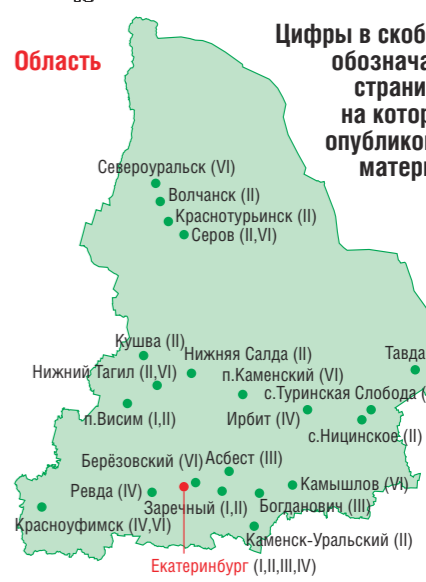 Область
Цифры в скоб
обознача
страни
на котор
опубликов
матери
Североуральск (VI)
Волчанск (II)
Краснотурьинск (II)
Серов (II,VI)
Кушва (II)
Нижняя Салда (II)
Тавда
Нижний Тагил (II,VI)
п.Каменский (VI)
с.Туринская Слобода (
п.Висим (I,II)
Ирбит (IV)
с.Ницинское (II)
Берёзовский (VI)
Асбест (III)
Ревда (IV)
Камышлов (VI)
Заречный (I,II)
Богданович (III)
Красноуфимск (IV,VI)
Каменск-Уральский (II)
Екатеринбург (I,II,III,IV)